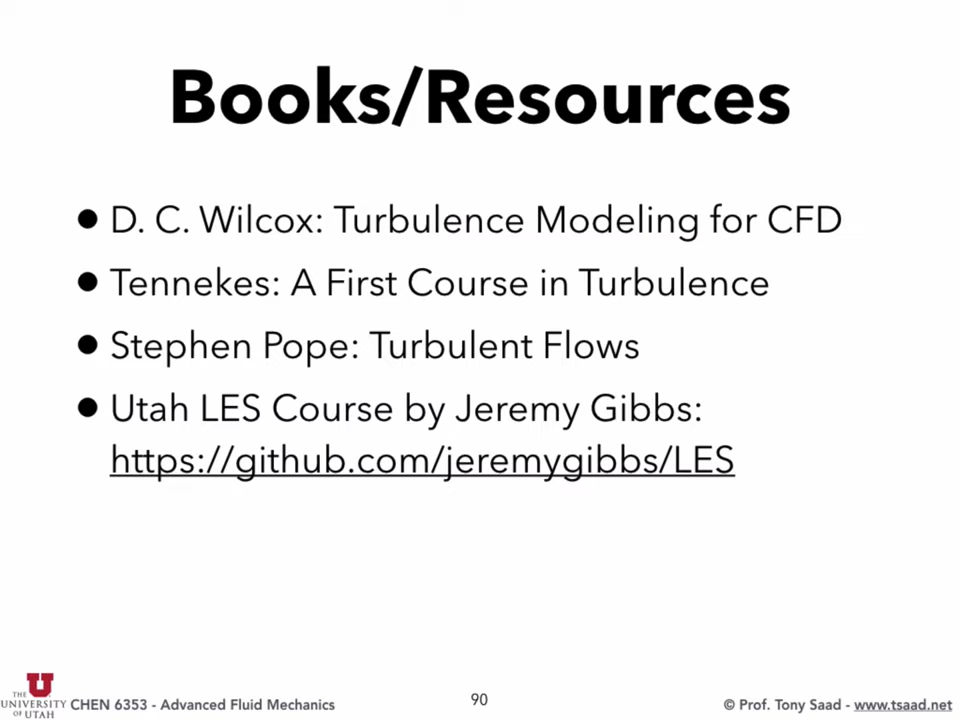 Books/Resources
• D. C. Wilcox: Turbulence Modeling for CFD
• Tennekes: A First Course in Turbulence
• Stephen Pope: Turbulent Flows
• Utah LES Course by Jeremy Gibbs:
https://github.com/jeremygibbs/LES
THE
UNIVERSITY
OF UTAH
CHEN 6353 - Advanced Fluid Mechanics
90
© Prof. Tony Saad - www.tsaad.net